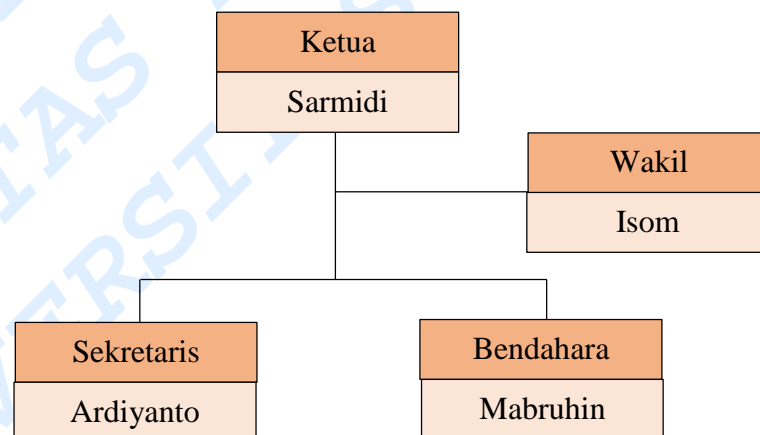 Ketua
Sarmidi
Wakil
Isom
Sekretaris
Ardiyanto
Bendahara
Mabruhin